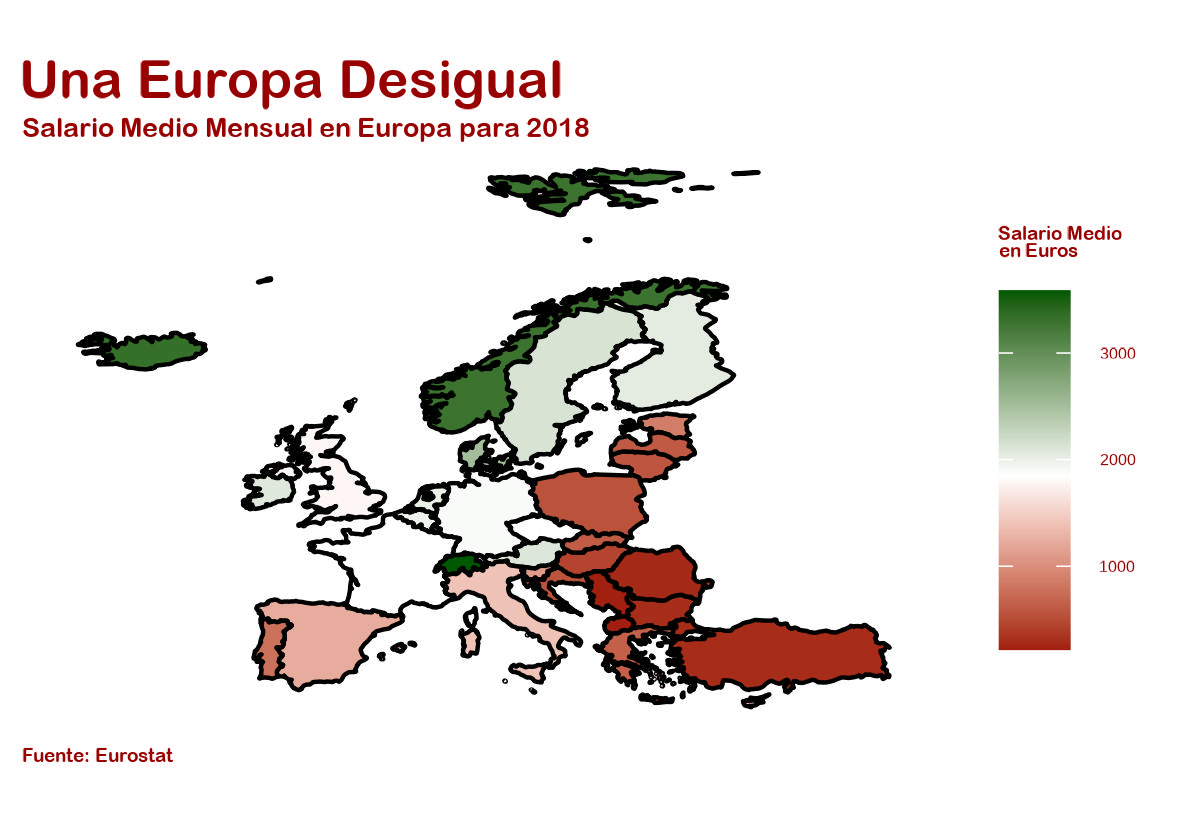 Una Europa Desigual
Salario Medio Mensual en Europa para 2018
Salario Medio
en Euros
3000
2000
1000
Fuente: Eurostat